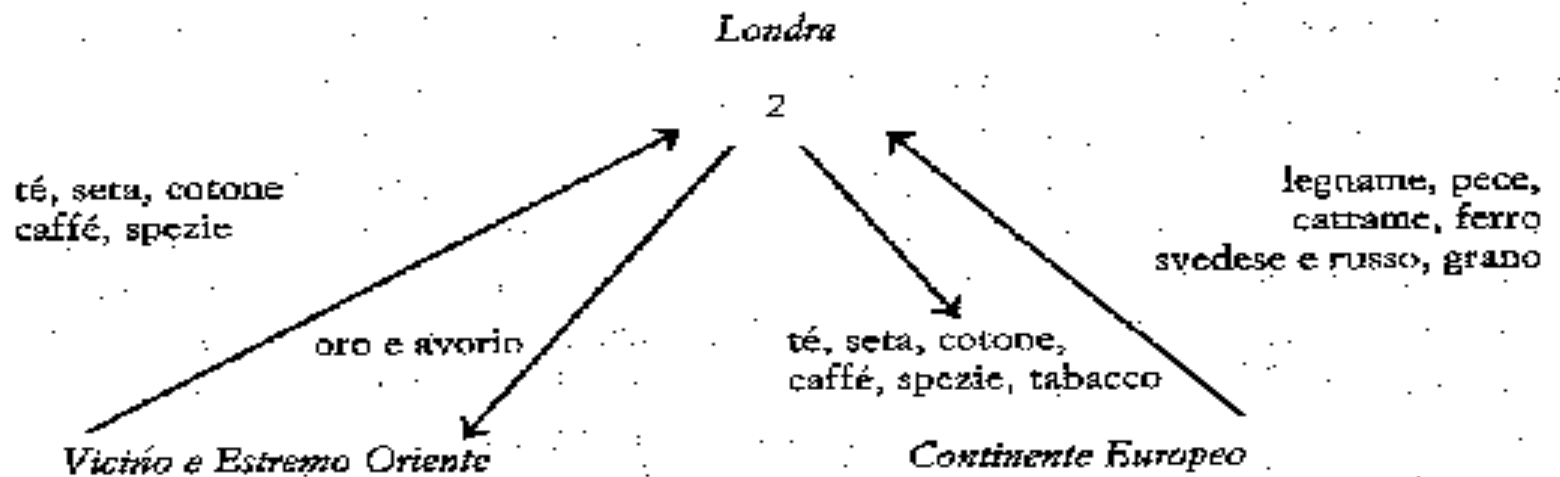 Londra
2
té, seta, cotone
caffé, spezie
legname, pece,
catrame, ferro
svedese e russo, grano
oro e avorio
té, seta, cotone,
caffé, spezie, tabacco
Vicino e Estremo Oriente
Continente Europeo